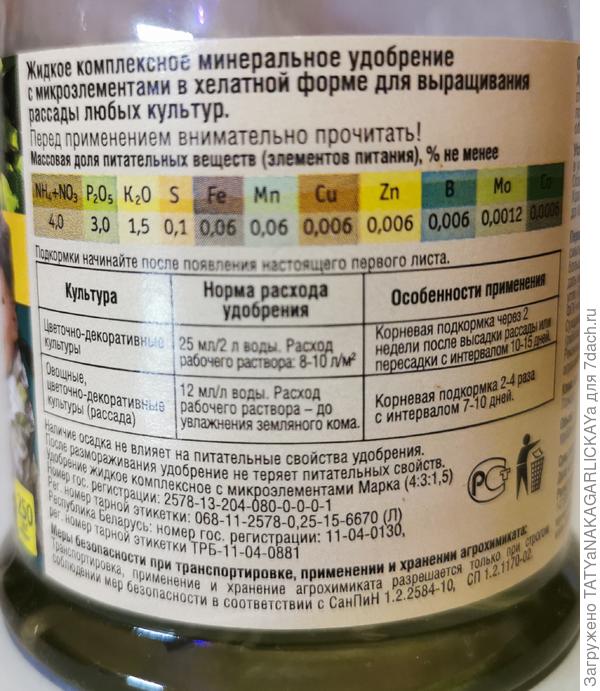 Жидкое комплексное минеральное удобрение
с микроэлементами в хелатной форме для выращивания
рассады любых культур.
Перед применением внимательно прочитать!
Массовая доля питательных веществ (элементов питания), % не менее
NH₄+NO₃ P₂O₅ K₂O S Fe Mn Cu Zn B Mo Co
4,0 3,0 1,5 0,1 0,06 0,06 0,006 0,006 0,006 0,0012 0,0006
Подкормки начинайте после появления настоящего первого листа.
Культура
Норма расхода
удобрения
Особенности применения
Цветочно-декоративные
культуры
25 мл/2 л воды. Расход
рабочего раствора: 8-10 л/м²
Корневая подкормка через 2
недели после высадки рассады или
пересадки с интервалом 10-15 дней.
Овощные,
цветочно-декоративные
культуры (рассада)
12 мл/л воды. Расход
рабочего раствора – до
увлажнения земляного кома.
Корневая подкормка 2-4 раза
с интервалом 7-10 дней.
Наличие осадка не влияет на питательные свойства удобрения.
После размораживания удобрение не теряет питательных свойств.
Удобрение жидкое комплексное с микроэлементами Марка (4:3:1,5)
Номер гос. регистрации: 2578-13-204-080-0-0-0-1
Рег. номер тарной этикетки: 068-11-2578-0,25-15-6670 (Л)
Республика Беларусь: номер гос. регистрации: 11-04-0130,
рег. номер тарной этикетки ТРБ-11-04-0881
Меры безопасности при транспортировке, применении и хранении агрохимиката:
Транспортировка, применение и хранение агрохимиката разрешается только при строгом
соблюдении мер безопасности в соответствии с СанПиН 1.2.2584-10, СП 1.2.1170-02.
РСТ
250
Загружено TATYaNAKAGARLICKAYa для 7dach.ru